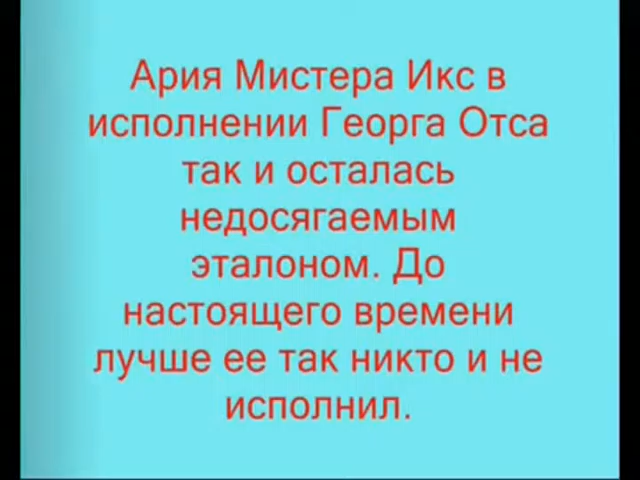 Ария Мистера Икс в
исполнении Георга Отса
так и осталась
недосягаемым
эталоном. До
настоящего времени
лучше ее так никто и не
исполнил.